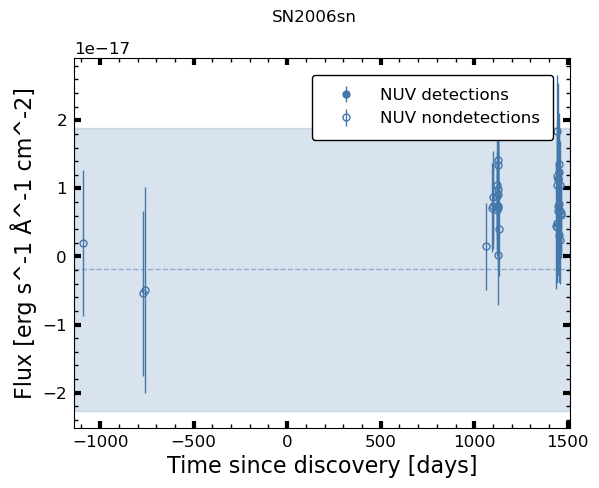 SN2006sn
1e−17
NUV detections
NUV nondetections
Flux [erg s^-1 Å^-1 cm^-2]
2
1
0
−1
−2
−1000 −500 0 500 1000 1500
Time since discovery [days]